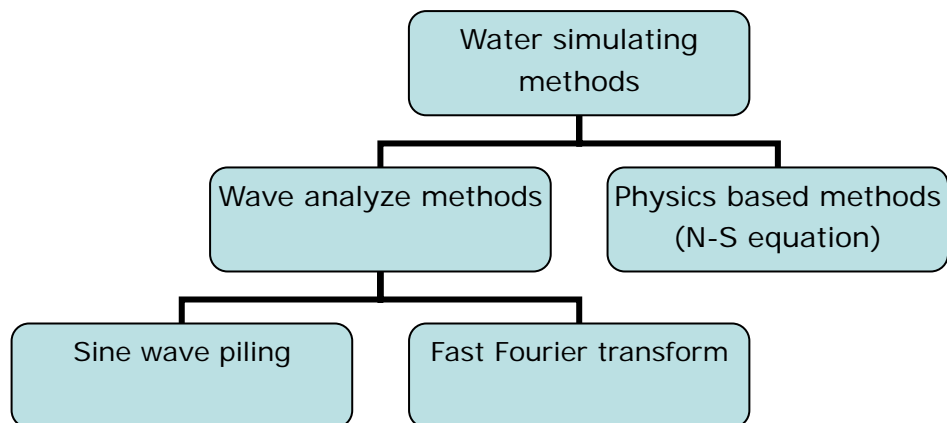 Water simulating
methods
Wave analyze methods
Physics based methods
(N-S equation)
Sine wave piling
Fast Fourier transform